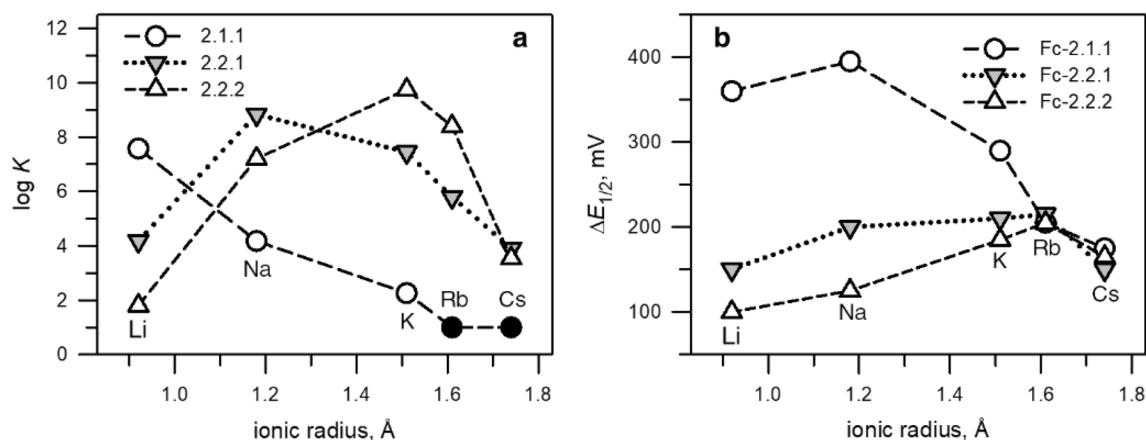 a
2.1.1
2.2.1
2.2.2
12
10
8
6
4
2
0
log K
Li
Na
K
Rb
Cs
1.0
1.2
1.4
1.6
1.8
ionic radius, Å
b
Fc-2.1.1
Fc-2.2.1
Fc-2.2.2
400
300
200
100
ΔE1/2, mV
Li
Na
K
Rb
Cs
1.0
1.2
1.4
1.6
1.8
ionic radius, Å